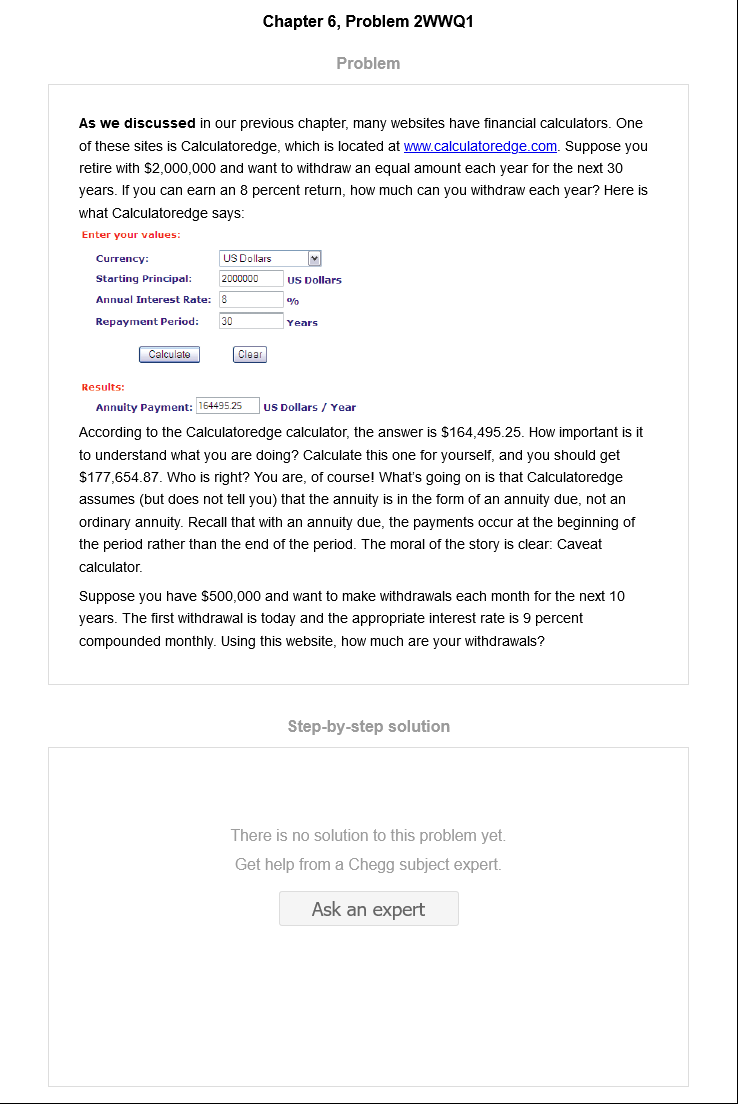 Chapter 6, Problem 2WWQ1
Problem
As we discussed in our previous chapter, many websites have financial calculators. One
of these sites is Calculatoredge, which is located at www.calculatoredge.com. Suppose you
retire with $2,000,000 and want to withdraw an equal amount each year for the next 30
years. If you can earn an 8 percent return, how much can you withdraw each year? Here is
what Calculatoredge says:
Enter your values:
Currency: US Dollars
Starting Principal: 2000000 US Dollars
Annual Interest Rate: 8 %
Repayment Period: 30 Years
Calculate Clear
Results:
Annuity Payment: 164495.25 US Dollars / Year
According to the Calculatoredge calculator, the answer is $164,495.25. How important is it
to understand what you are doing? Calculate this one for yourself, and you should get
$177,654.87. Who is right? You are, of course! What's going on is that Calculatoredge
assumes (but does not tell you) that the annuity is in the form of an annuity due, not an
ordinary annuity. Recall that with an annuity due, the payments occur at the beginning of
the period rather than the end of the period. The moral of the story is clear: Caveat
calculator.
Suppose you have $500,000 and want to make withdrawals each month for the next 10
years. The first withdrawal is today and the appropriate interest rate is 9 percent
compounded monthly. Using this website, how much are your withdrawals?
Step-by-step solution
There is no solution to this problem yet.
Get help from a Chegg subject expert.
Ask an expert